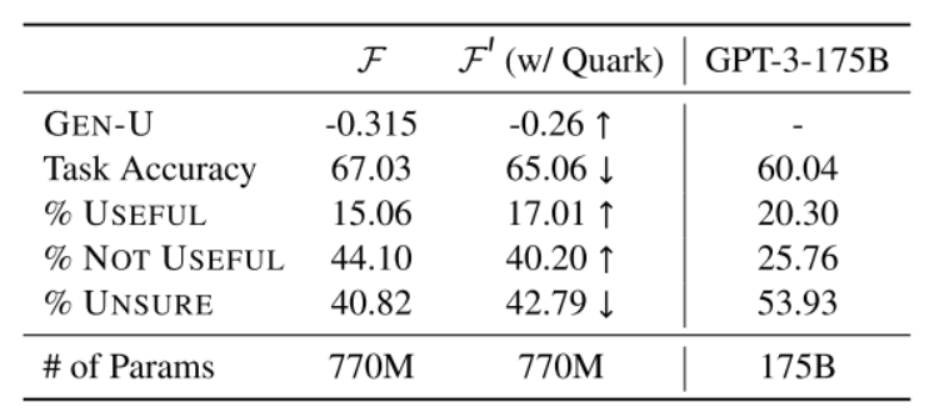 ℱ ℱ′ (w/ Quark) GPT-3-175B
GEN-U -0.315 -0.26 ↑ -
Task Accuracy 67.03 65.06 ↓ 60.04
% USEFUL 15.06 17.01 ↑ 20.30
% NOT USEFUL 44.10 40.20 ↑ 25.76
% UNSURE 40.82 42.79 ↓ 53.93
# of Params 770M 770M 175B